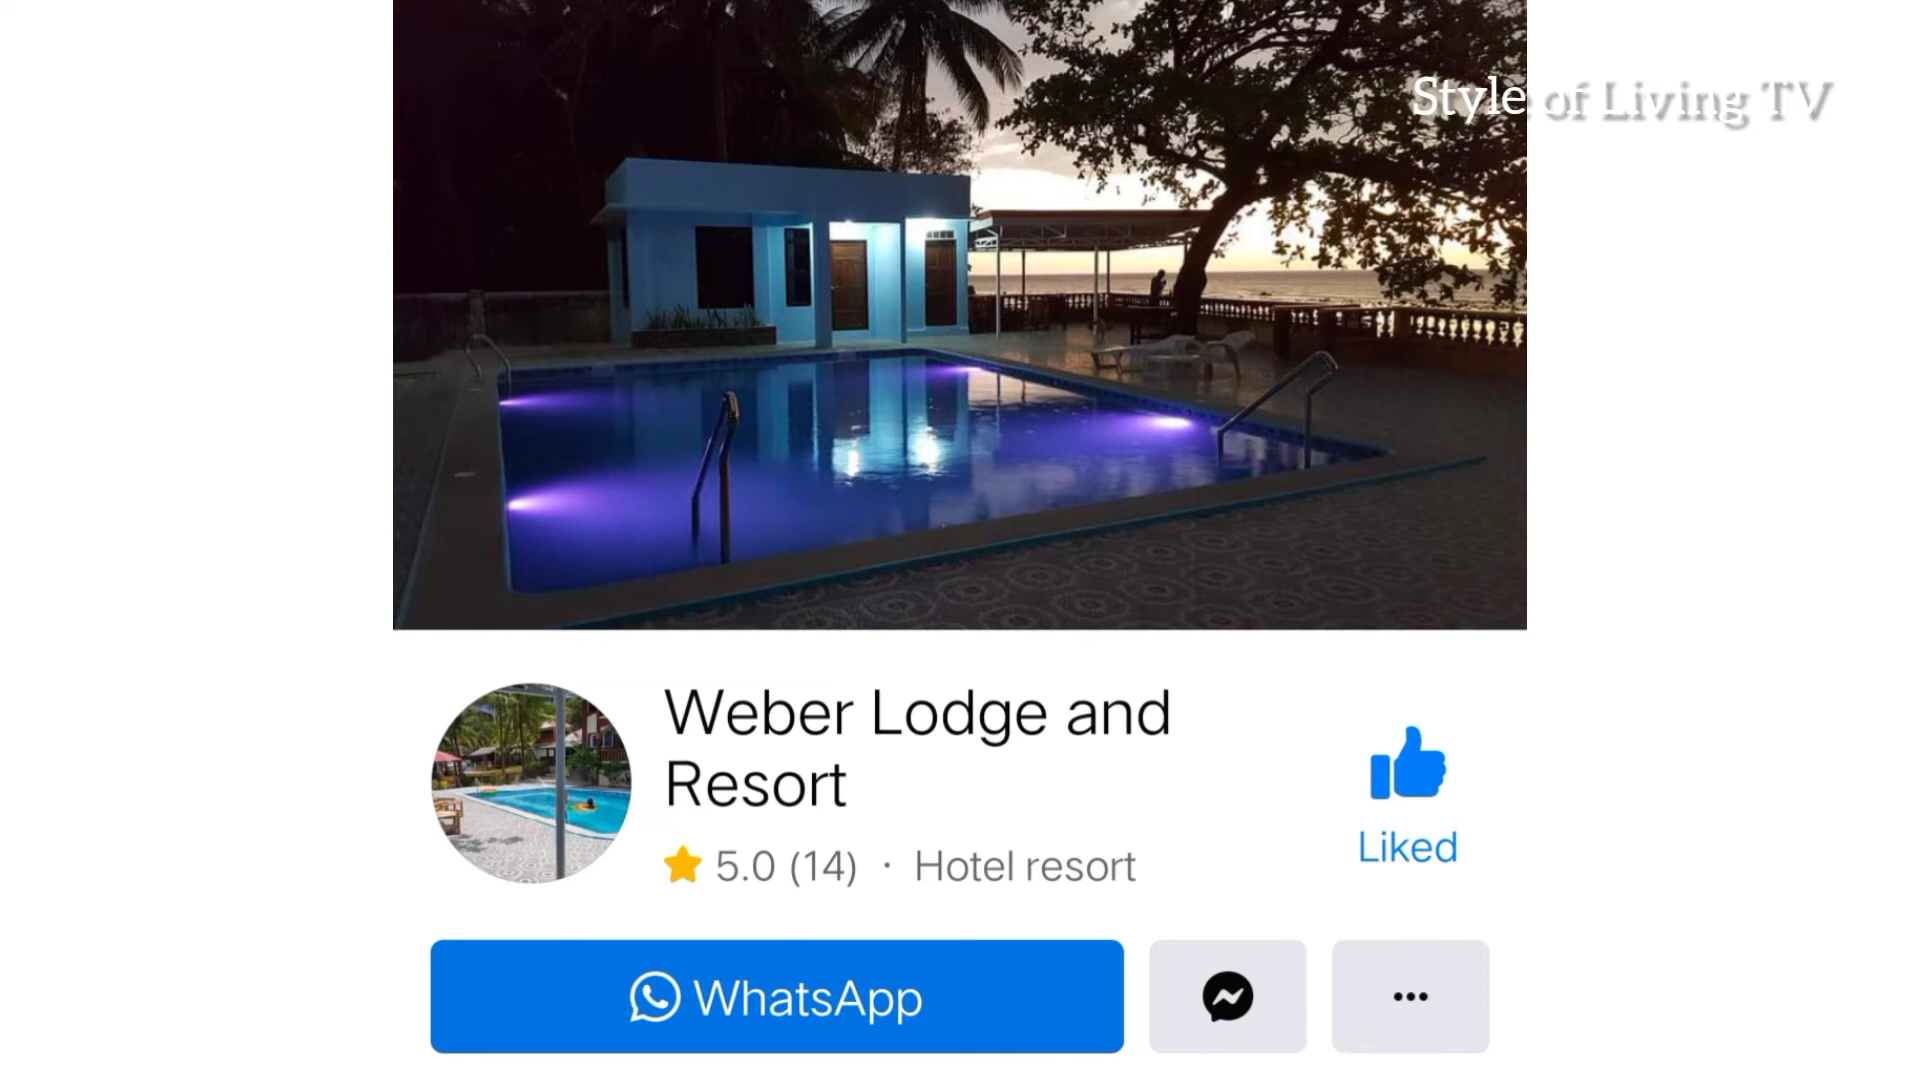 Style of Living TV
Weber Lodge and
Resort
5.0 (14) · Hotel resort
Liked
WhatsApp